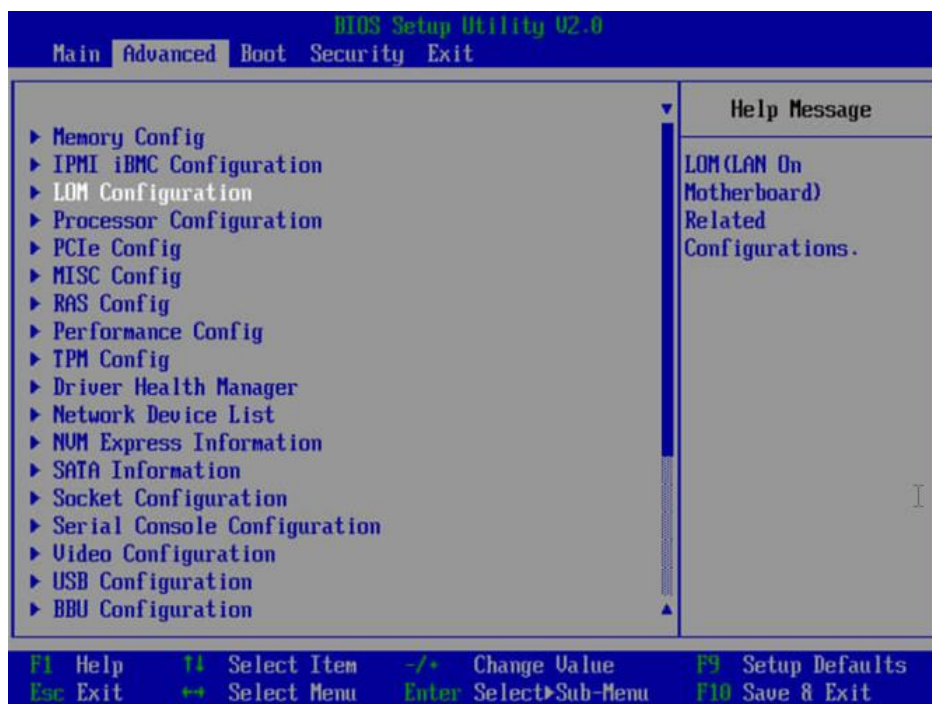 BIOS Setup Utility V2.0
Main Advanced Boot Security Exit
Help Message
Memory Config
IPMI iBMC Configuration
LOM Configuration
Processor Configuration
PCIe Config
MISC Config
RAS Config
Performance Config
TPM Config
Driver Health Manager
Network Device List
NVM Express Information
SATA Information
Socket Configuration
Serial Console Configuration
Video Configuration
USB Configuration
BBU Configuration
LOM(LAN On
Motherboard)
Related
Configurations.
F1 Help ↑↓ Select Item -/+ Change Value F9 Setup Defaults
Esc Exit ↔ Select Menu Enter Select▶Sub-Menu F10 Save & Exit